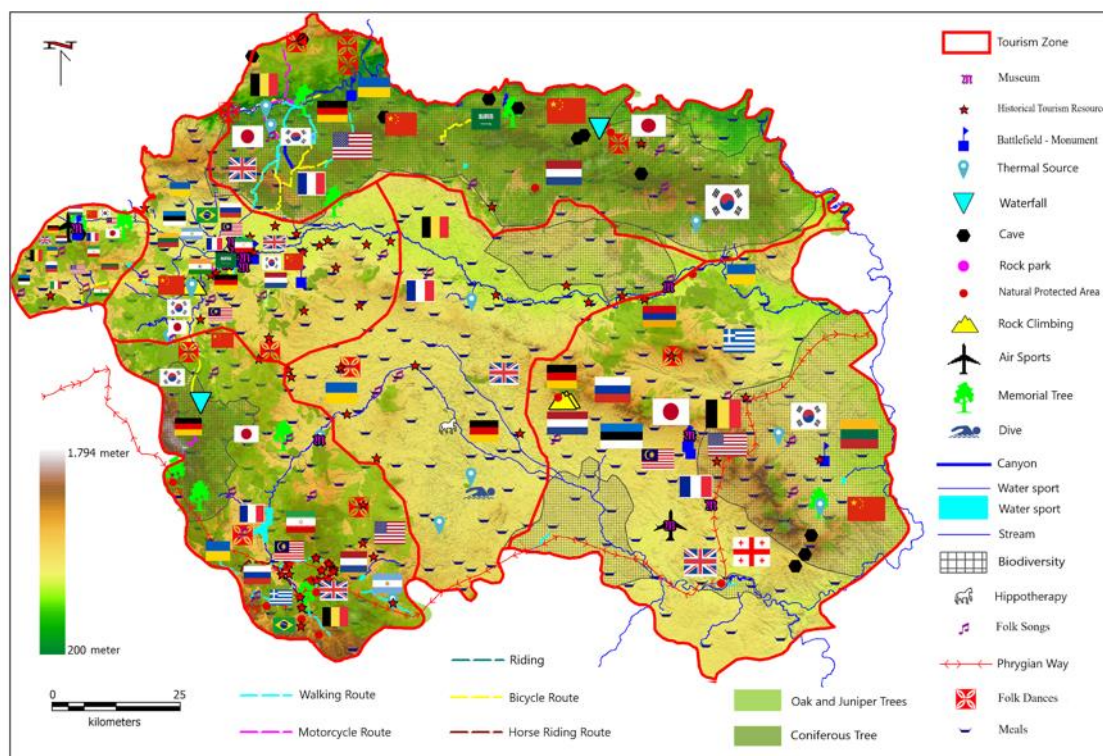 Tourism Zone
Museum
Historical Tourism Resource
Battlefield - Monument
Thermal Source
Waterfall
Cave
Rock park
Natural Protected Area
Rock Climbing
Air Sports
Memorial Tree
Dive
Canyon
Water sport
Water sport
Stream
Biodiversity
Hippotherapy
Folk Songs
Phrygian Way
Folk Dances
Meals
1.794 meter
200 meter
0 25
kilometers
Riding
Walking Route
Bicycle Route
Motorcycle Route
Horse Riding Route
Oak and Juniper Trees
Coniferous Tree